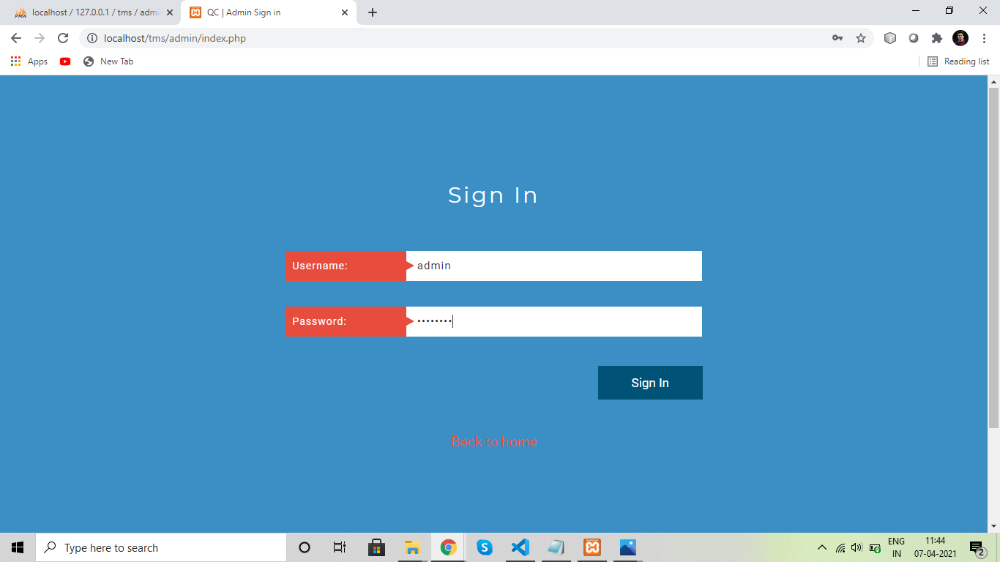 localhost / 127.0.0.1 / tms / admi
QC | Admin Sign in
localhost/tms/admin/index.php
Apps
New Tab
Reading list
Sign In
Username:
admin
Password:
••••••••
Sign In
Back to home
Type here to search
ENG
IN
11:44
07-04-2021
2